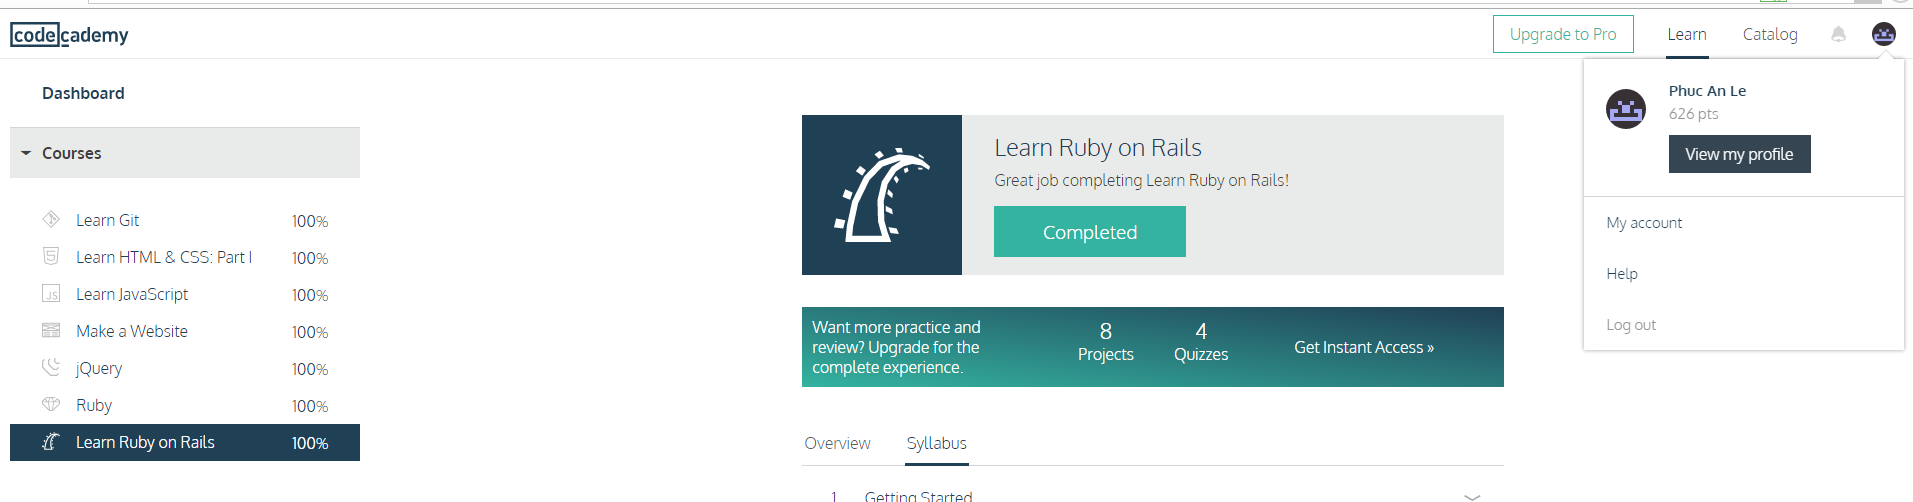 codecademy
Upgrade to Pro
Learn
Catalog
Dashboard
Courses
Learn Git 100%
Learn HTML & CSS: Part I 100%
Learn JavaScript 100%
Make a Website 100%
jQuery 100%
Ruby 100%
Learn Ruby on Rails 100%
Learn Ruby on Rails
Great job completing Learn Ruby on Rails!
Completed
Want more practice and
review? Upgrade for the
complete experience.
8
Projects
4
Quizzes
Get Instant Access »
Overview
Syllabus
1 Getting Started
Phuc An Le
626 pts
View my profile
My account
Help
Log out